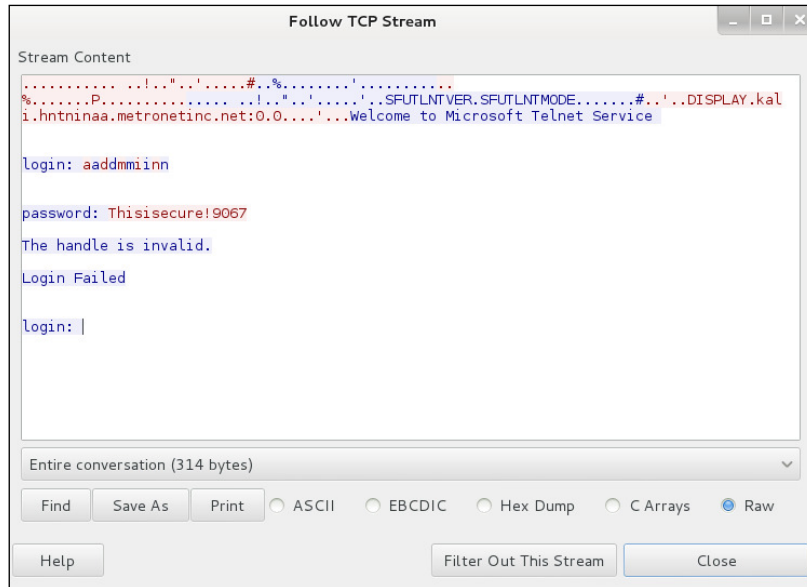 Follow TCP Stream
Stream Content
........... ..!.."..'.....#..%........'...........
%.......P................ ..!.."..'.....'..SFUTLNTVER.SFUTLNTMODE.......#..'..DISPLAY.kal
i.hntninaa.metronetinc.net:0.0....'...Welcome to Microsoft Telnet Service
login: aaddmmiinn
password: Thisisecure!9067
The handle is invalid.
Login Failed
login:
Entire conversation (314 bytes)
Find Save As Print ASCII EBCDIC Hex Dump C Arrays Raw
Help Filter Out This Stream Close